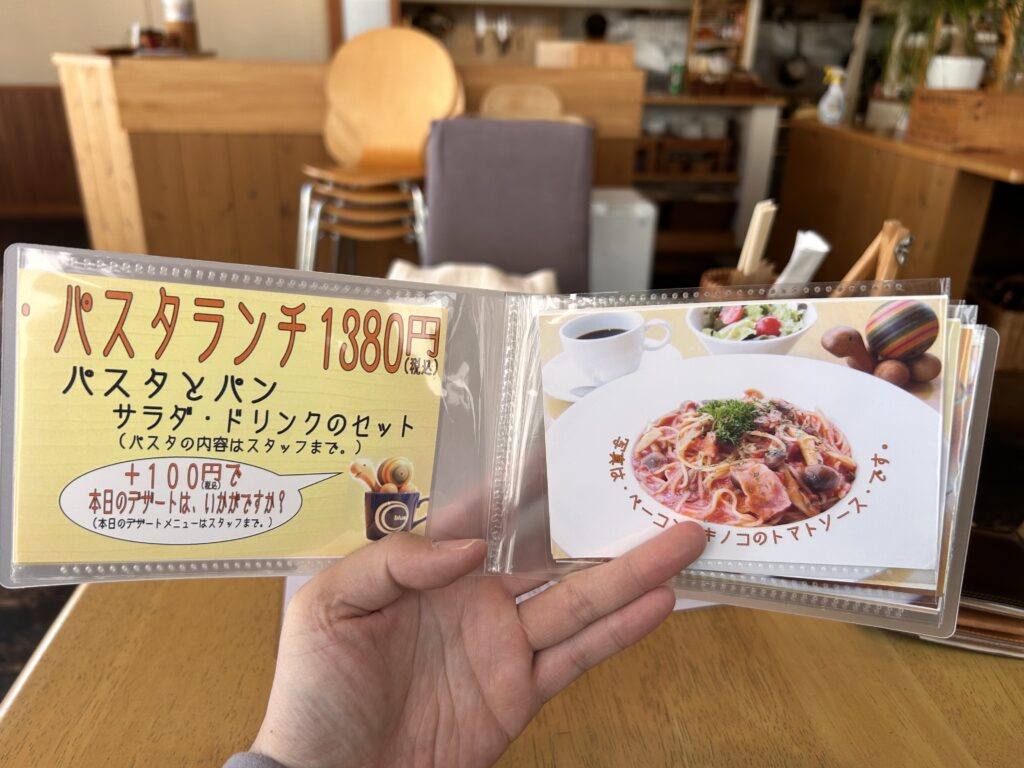 パスタランチ1380円(税込)
パスタとパン
サラダ・ドリンクのセット
(パスタの内容はスタッフまで。)
+100円(税込)で
本日のデザートは、いかがですか?
(本日のデザートメニューはスタッフまで。)
blue
ベーコン キノコのトマトソース・です。